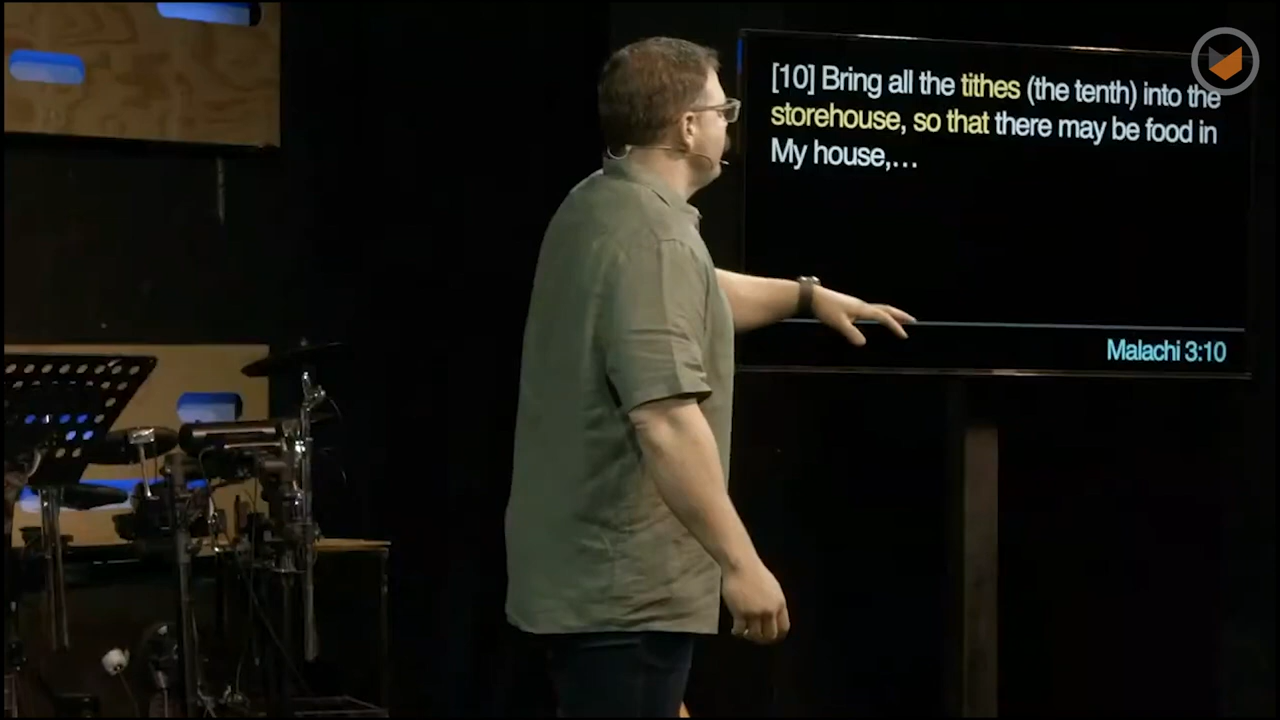 [10] Bring all the tithes (the tenth) into the
storehouse, so that there may be food in
My house,…
Malachi 3:10